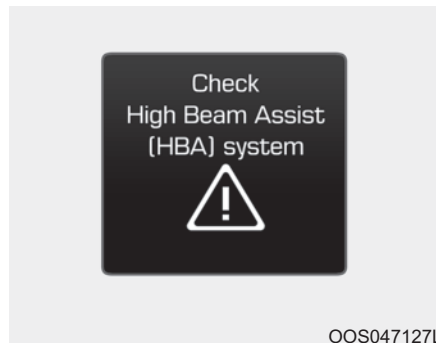 Check
High Beam Assist
(HBA) system
!
OOS047127L